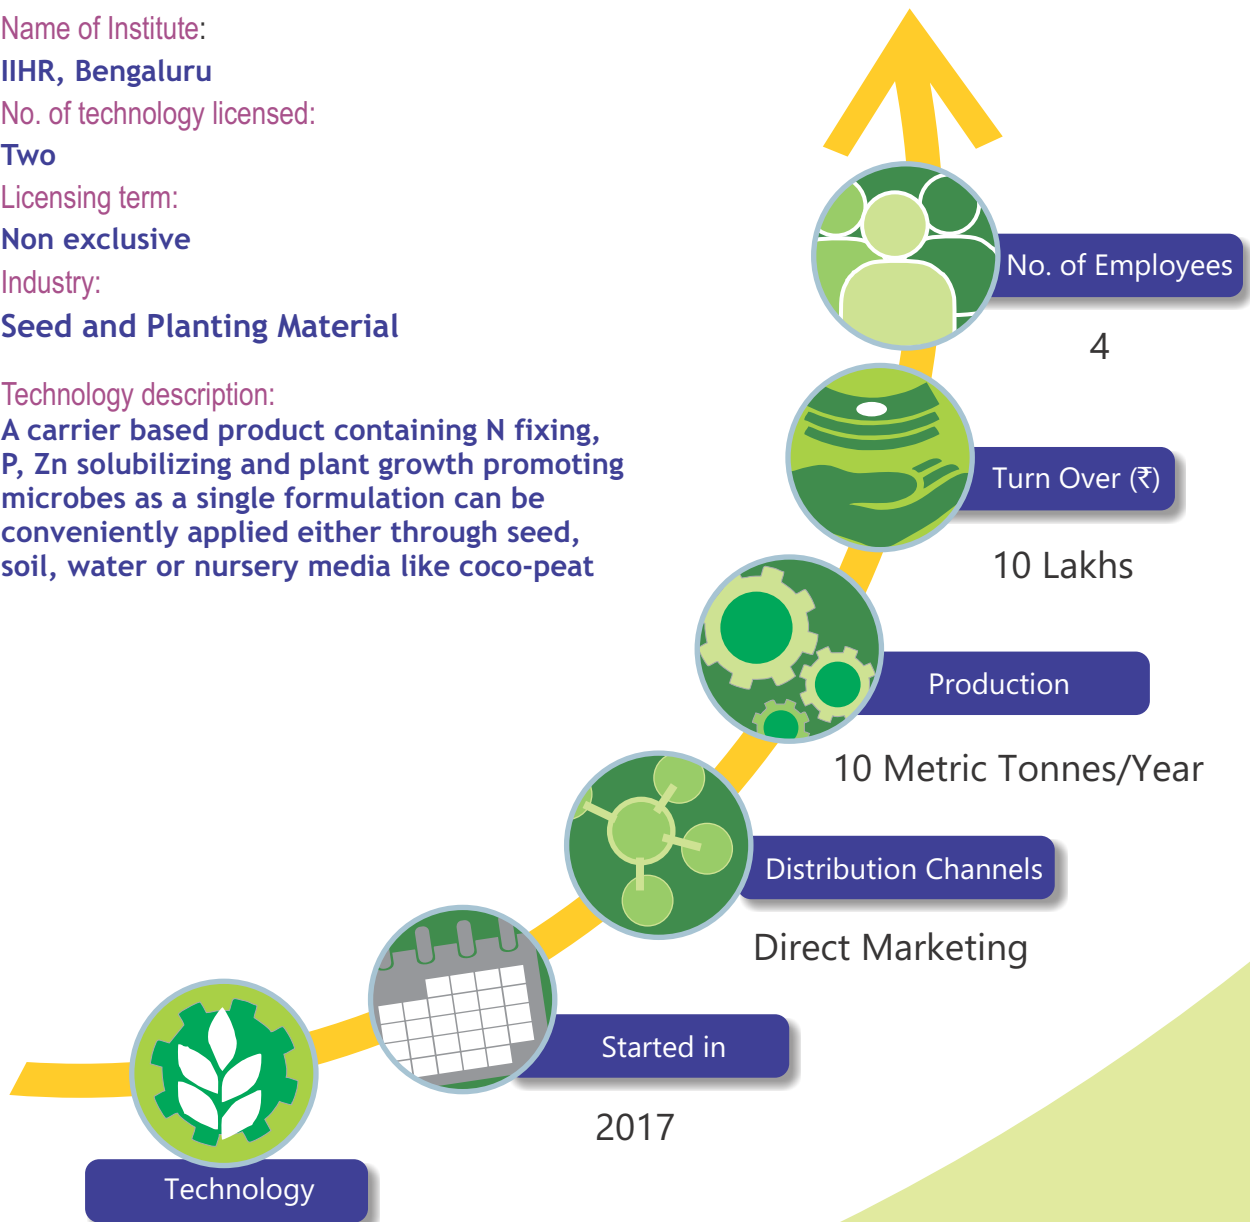 Name of Institute:
IIHR, Bengaluru
No. of technology licensed:
Two
Licensing term:
Non exclusive
Industry:
Seed and Planting Material
Technology description:
A carrier based product containing N fixing,
P, Zn solubilizing and plant growth promoting
microbes as a single formulation can be
conveniently applied either through seed,
soil, water or nursery media like coco-peat
No. of Employees
4
Turn Over (₹)
10 Lakhs
Production
10 Metric Tonnes/Year
Distribution Channels
Direct Marketing
Started in
2017
Technology